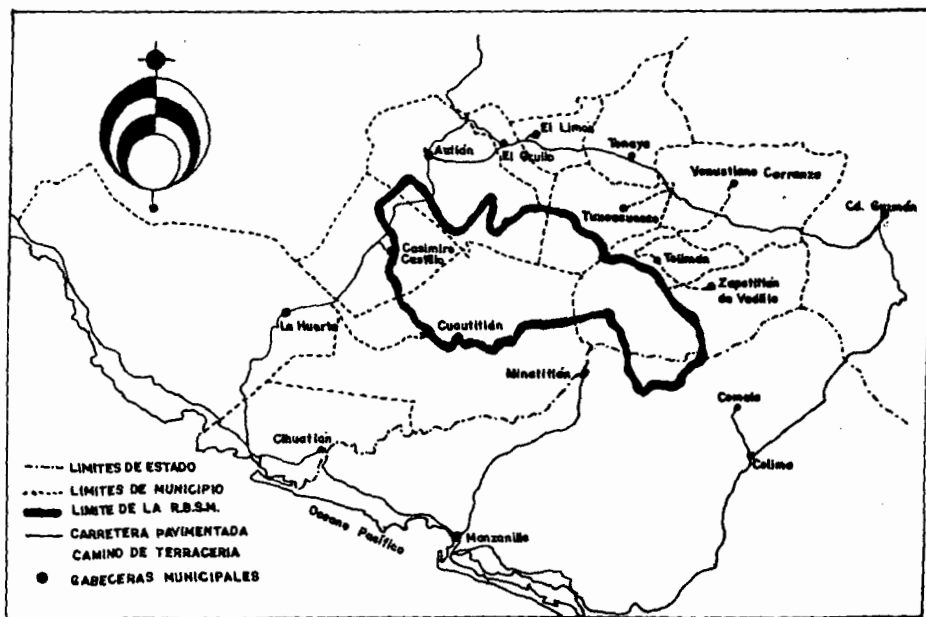 El Limon
Autlán
El Grullo
Tonaya
Venustiano Carranza
Cd. Guzmán
Tuxcacuesco
Casimiro
Castillo
Tolimán
Zapotitlán
de Vadillo
La Huerta
Cuautitlán
Minatitlán
Comala
Cihuatlán
Colima
LIMITES DE ESTADO
LIMITES DE MUNICIPIO
LIMITE DE LA R.B.S.M.
CARRETERA PAVIMENTADA
CAMINO DE TERRACERIA
CABECERAS MUNICIPALES
Oceano Pacífico
Manzanillo